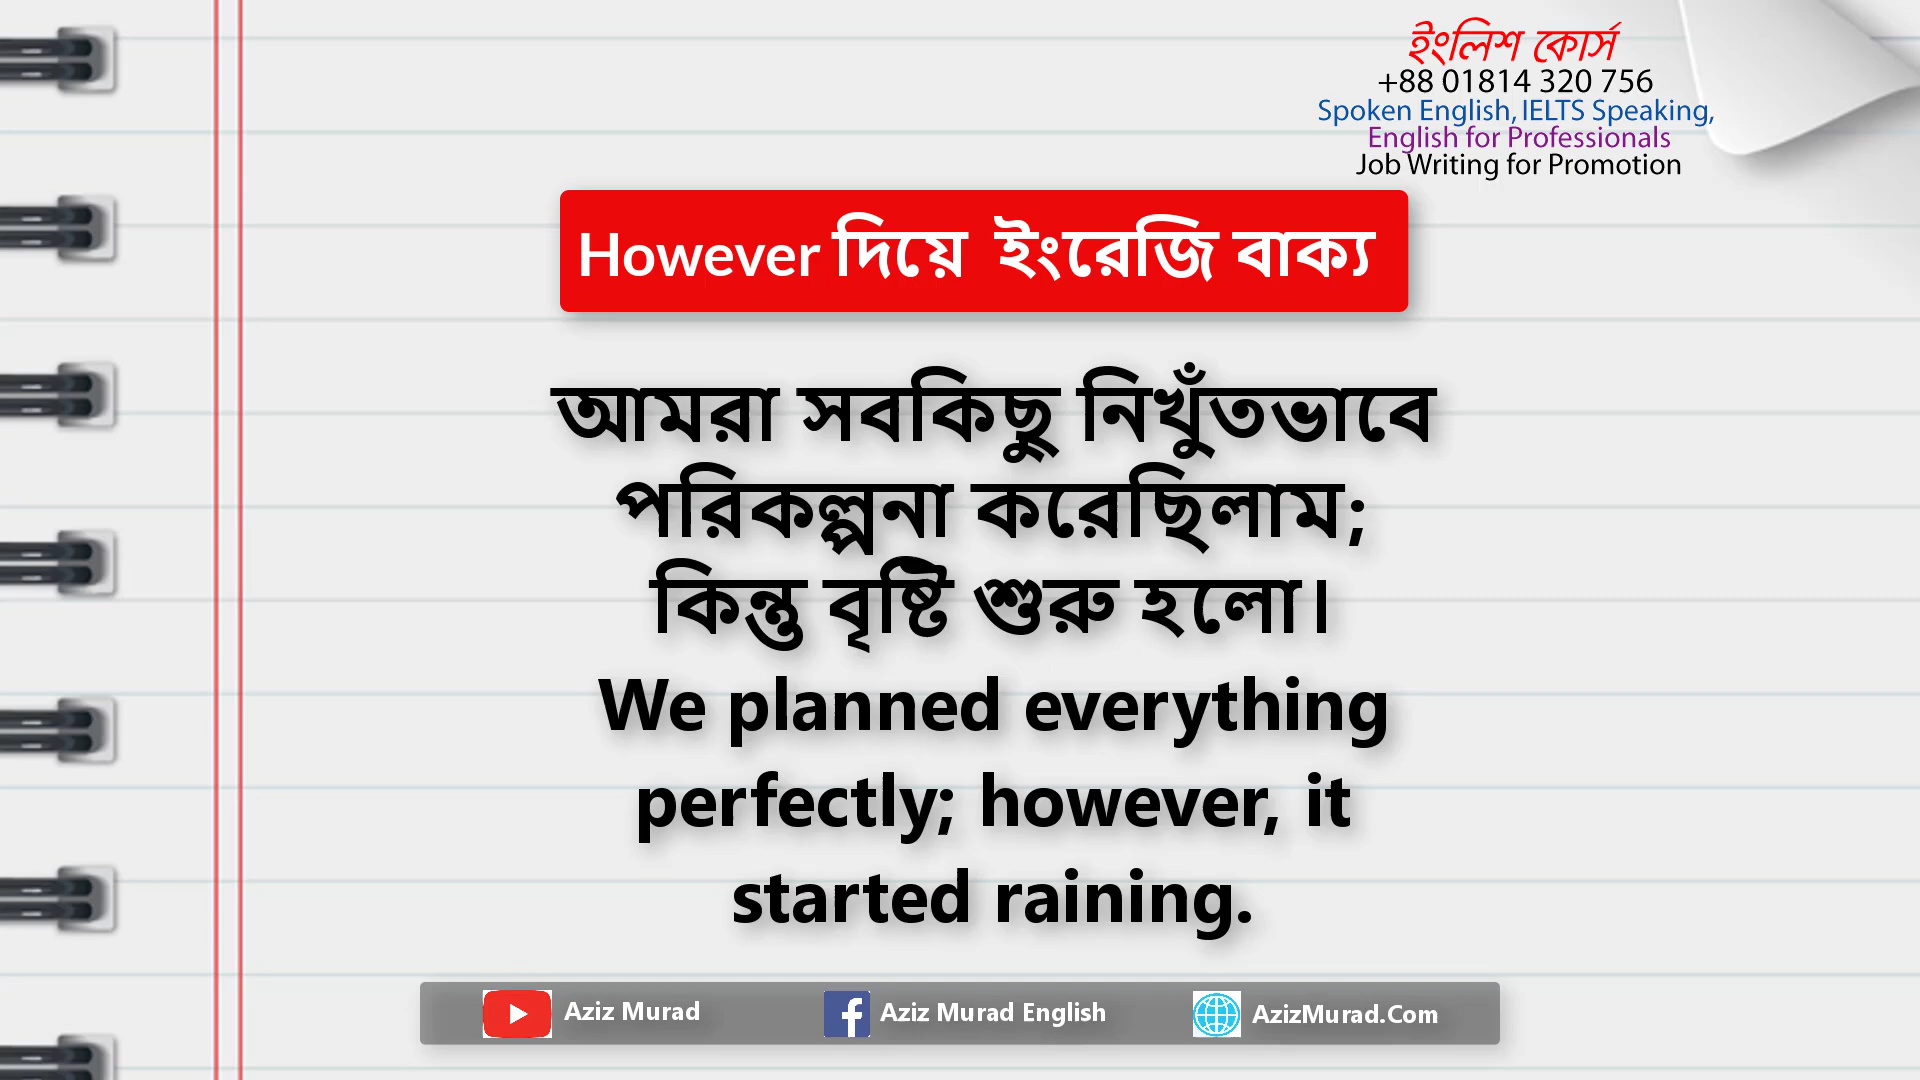 ইংলিশ কোর্স
+88 01814 320 756
Spoken English, IELTS Speaking,
English for Professionals
Job Writing for Promotion
However দিয়ে ইংরেজি বাক্য
আমরা সবকিছু নিখুঁতভাবে
পরিকল্পনা করেছিলাম;
কিন্তু বৃষ্টি শুরু হলো।
We planned everything
perfectly; however, it
started raining.
Aziz Murad
Aziz Murad English
AzizMurad.Com